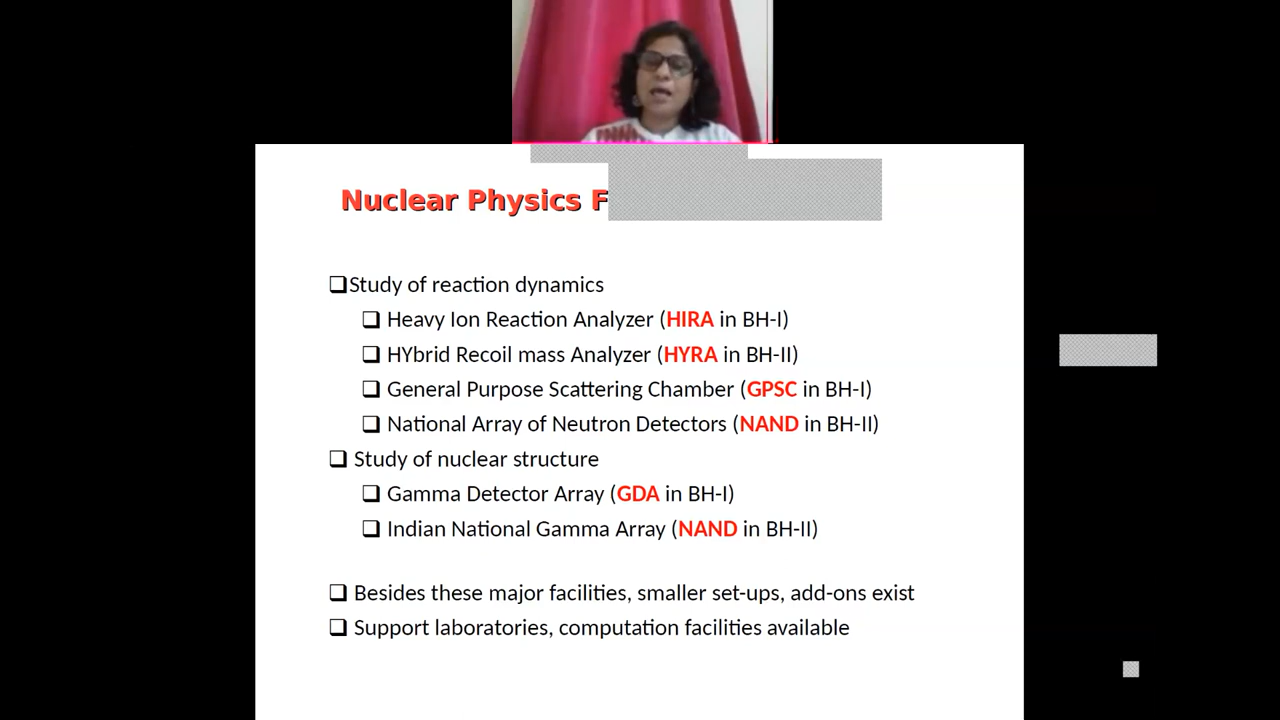 Nuclear Physics
Study of reaction dynamics
Heavy Ion Reaction Analyzer (HIRA in BH-I)
HYbrid Recoil mass Analyzer (HYRA in BH-II)
General Purpose Scattering Chamber (GPSC in BH-I)
National Array of Neutron Detectors (NAND in BH-II)
Study of nuclear structure
Gamma Detector Array (GDA in BH-I)
Indian National Gamma Array (NAND in BH-II)
Besides these major facilities, smaller set-ups, add-ons exist
Support laboratories, computation facilities available